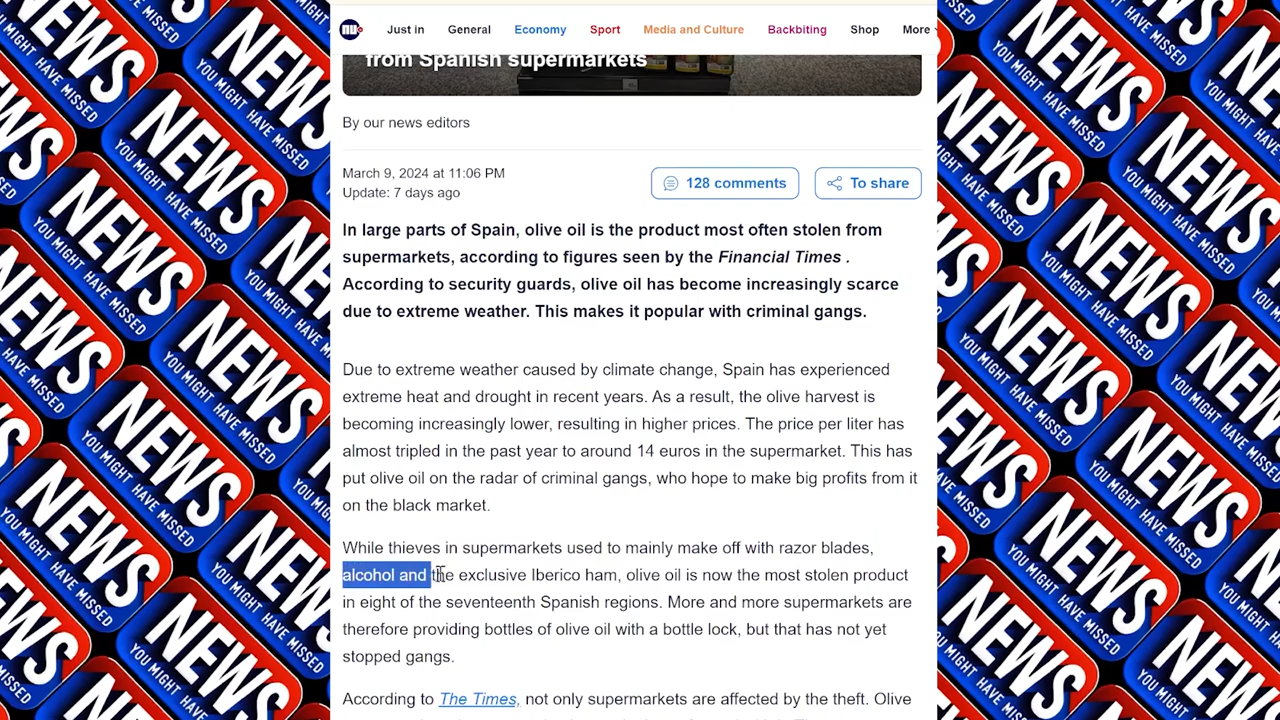 nu
Just in
General
Economy
Sport
Media and Culture
Backbiting
Shop
More
from Spanish supermarkets
By our news editors
March 9, 2024 at 11:06 PM
Update: 7 days ago
128 comments
To share
In large parts of Spain, olive oil is the product most often stolen from
supermarkets, according to figures seen by the Financial Times .
According to security guards, olive oil has become increasingly scarce
due to extreme weather. This makes it popular with criminal gangs.
Due to extreme weather caused by climate change, Spain has experienced
extreme heat and drought in recent years. As a result, the olive harvest is
becoming increasingly lower, resulting in higher prices. The price per liter has
almost tripled in the past year to around 14 euros in the supermarket. This has
put olive oil on the radar of criminal gangs, who hope to make big profits from it
on the black market.
While thieves in supermarkets used to mainly make off with razor blades,
alcohol and the exclusive Iberico ham, olive oil is now the most stolen product
in eight of the seventeenth Spanish regions. More and more supermarkets are
therefore providing bottles of olive oil with a bottle lock, but that has not yet
stopped gangs.
According to The Times, not only supermarkets are affected by the theft. Olive
NEWS
YOU MIGHT HAVE MISSED